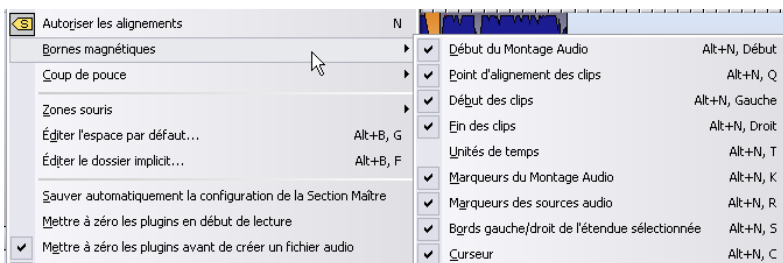 Autoriser les alignements N
Bornes magnétiques
Coup de pouce
Zones souris
Éditer l'espace par défaut... Alt+B, G
Éditer le dossier implicit... Alt+B, F
Sauver automatiquement la configuration de la Section Maître
Mettre à zéro les plugins en début de lecture
Mettre à zéro les plugins avant de créer un fichier audio
Début du Montage Audio Alt+N, Début
Point d'alignement des clips Alt+N, Q
Début des clips Alt+N, Gauche
Fin des clips Alt+N, Droit
Unités de temps Alt+N, T
Marqueurs du Montage Audio Alt+N, K
Marqueurs des sources audio Alt+N, R
Bords gauche/droit de l'étendue sélectionnée Alt+N, S
Curseur Alt+N, C